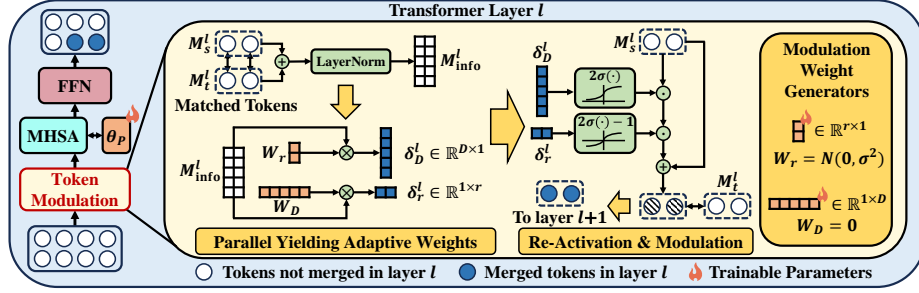 Transformer Layer l
FFN
MHSA
θ_P
Token
Modulation
M_s^l
M_t^l
Matched Tokens
LayerNorm
M_info^l
M_info^l
W_r
W_D
δ_D^l ∈ ℝ^{D×1}
δ_r^l ∈ ℝ^{1×r}
Parallel Yielding Adaptive Weights
M_s^l
δ_D^l
2σ(·)
δ_r^l
2σ(·) − 1
M_t^l
To layer l+1
Re-Activation & Modulation
Modulation
Weight
Generators
∈ ℝ^{r×1}
W_r = N(0, σ²)
∈ ℝ^{1×D}
W_D = 0
Tokens not merged in layer l
Merged tokens in layer l
Trainable Parameters